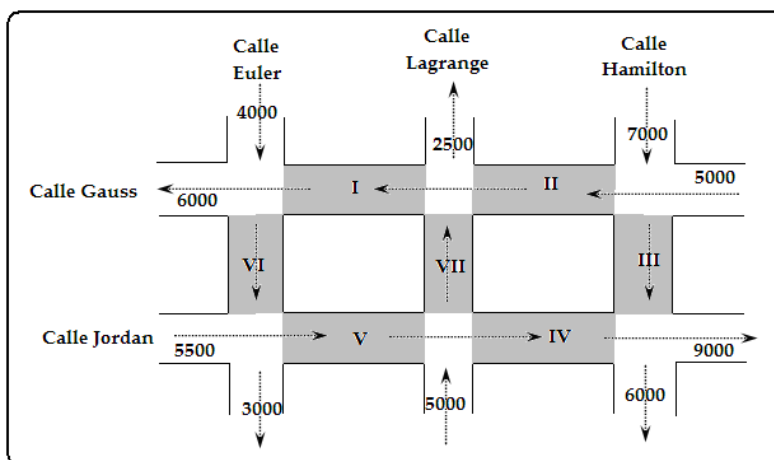 Calle
Euler
Calle
Lagrange
Calle
Hamilton
4000
2500
7000
Calle Gauss
6000
I
II
5000
VI
VII
III
Calle Jordan
5500
V
IV
9000
3000
5000
6000